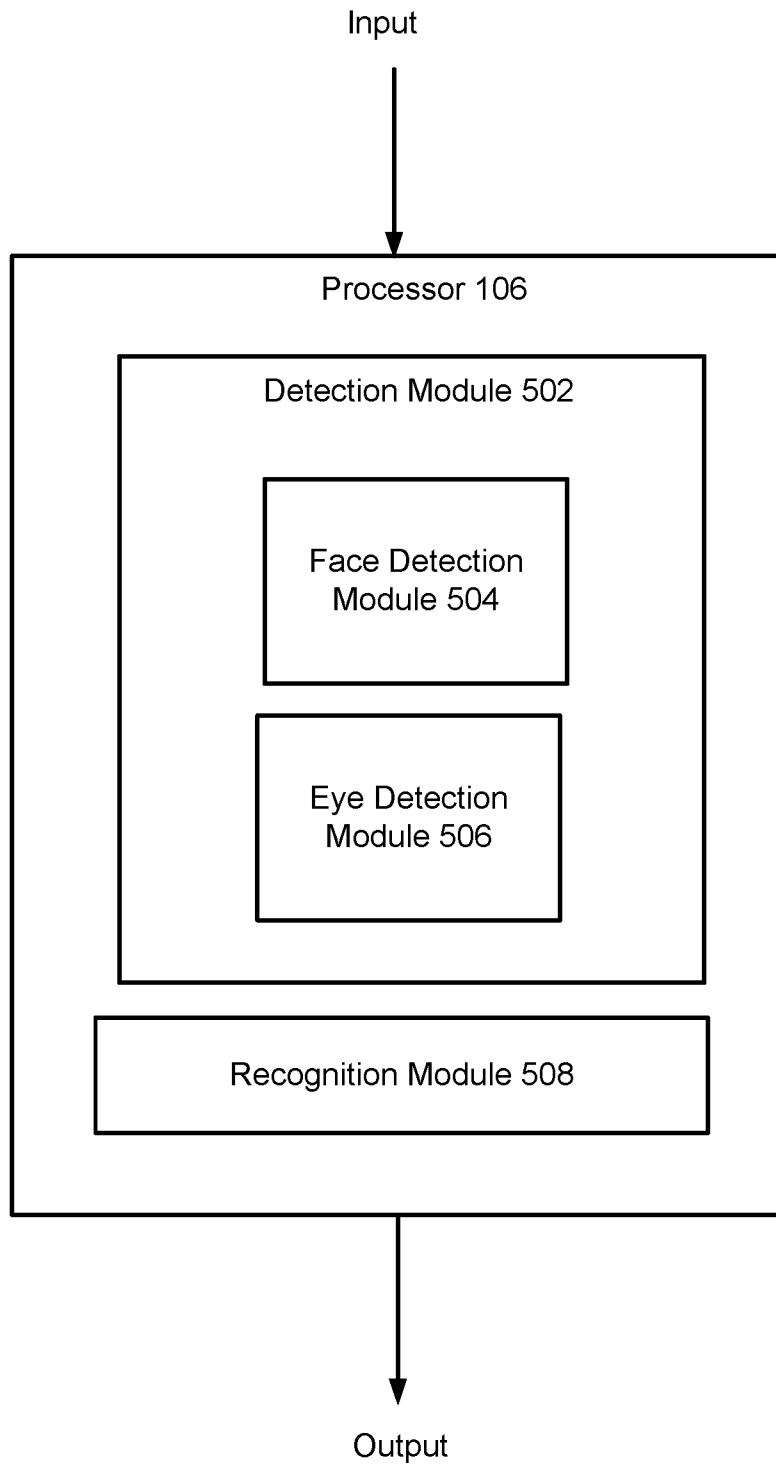 Input
Processor 106
Detection Module 502
Face Detection
Module 504
Eye Detection
Module 506
Recognition Module 508
Output